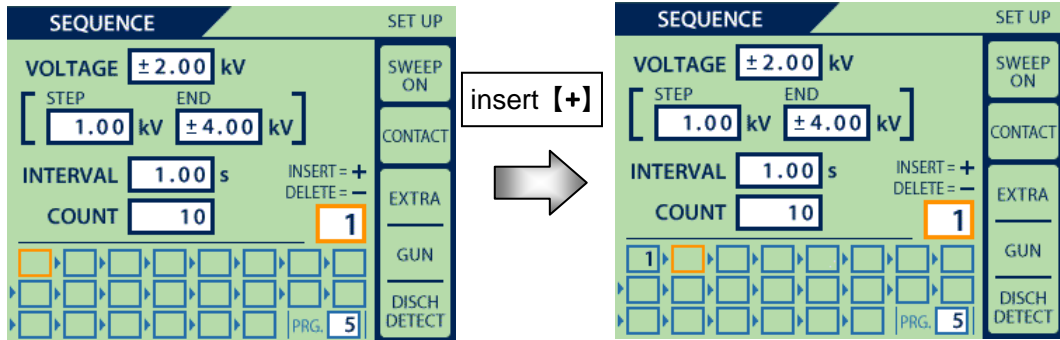 SEQUENCE SET UP
VOLTAGE ±2.00 kV
SWEEP
ON
STEP END
1.00 kV ±4.00 kV
CONTACT
INTERVAL 1.00 s
INSERT = +
DELETE = −
EXTRA
COUNT 10
1
GUN
DISCH
DETECT
PRG. 5
insert 【+】
SEQUENCE SET UP
VOLTAGE ±2.00 kV
SWEEP
ON
STEP END
1.00 kV ±4.00 kV
CONTACT
INTERVAL 1.00 s
INSERT = +
DELETE = −
EXTRA
COUNT 10
1
1
GUN
DISCH
DETECT
PRG. 5